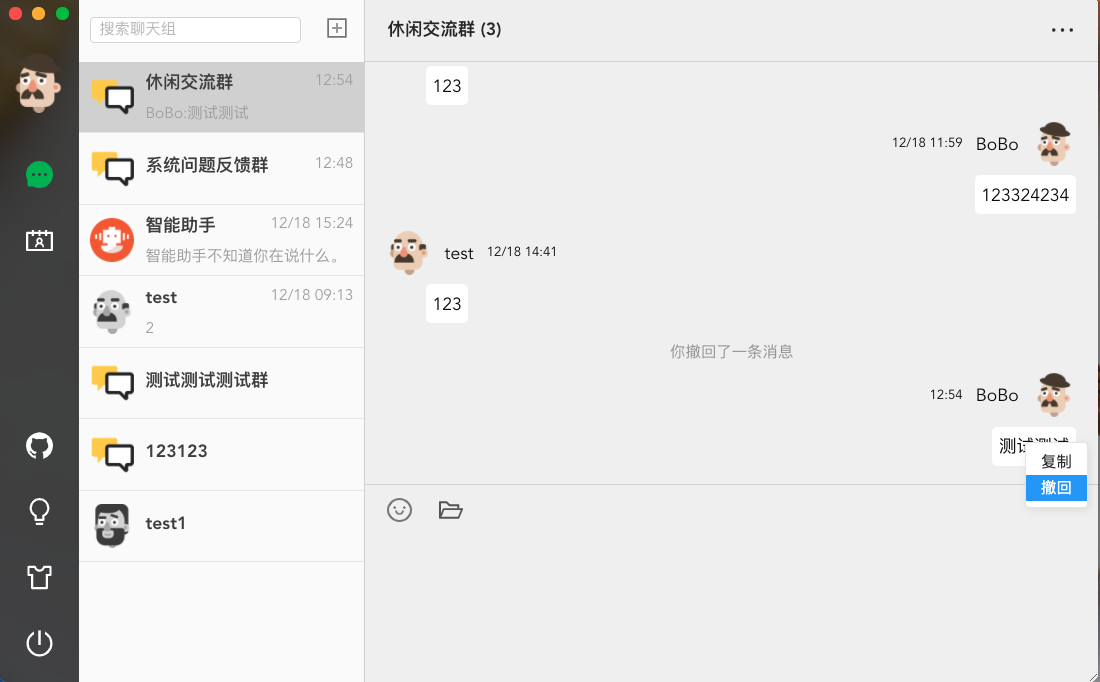 搜索聊天组
休闲交流群 12:54
BoBo:测试测试
系统问题反馈群 12:48
智能助手 12/18 15:24
智能助手不知道你在说什么。
test 12/18 09:13
2
测试测试测试群
123123
test1
休闲交流群 (3)
123
12/18 11:59 BoBo
123324234
test 12/18 14:41
123
你撤回了一条消息
12:54 BoBo
测试测试
复制
撤回